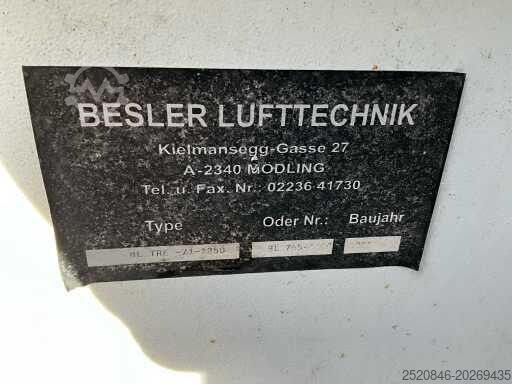 BESLER LUFTTECHNIK
Kielmansegg-Gasse 27
A-2340 MÖDLING
Tel. u. Fax. Nr.: 02236 41730
Type Oder Nr.: Baujahr
2520846-20269435